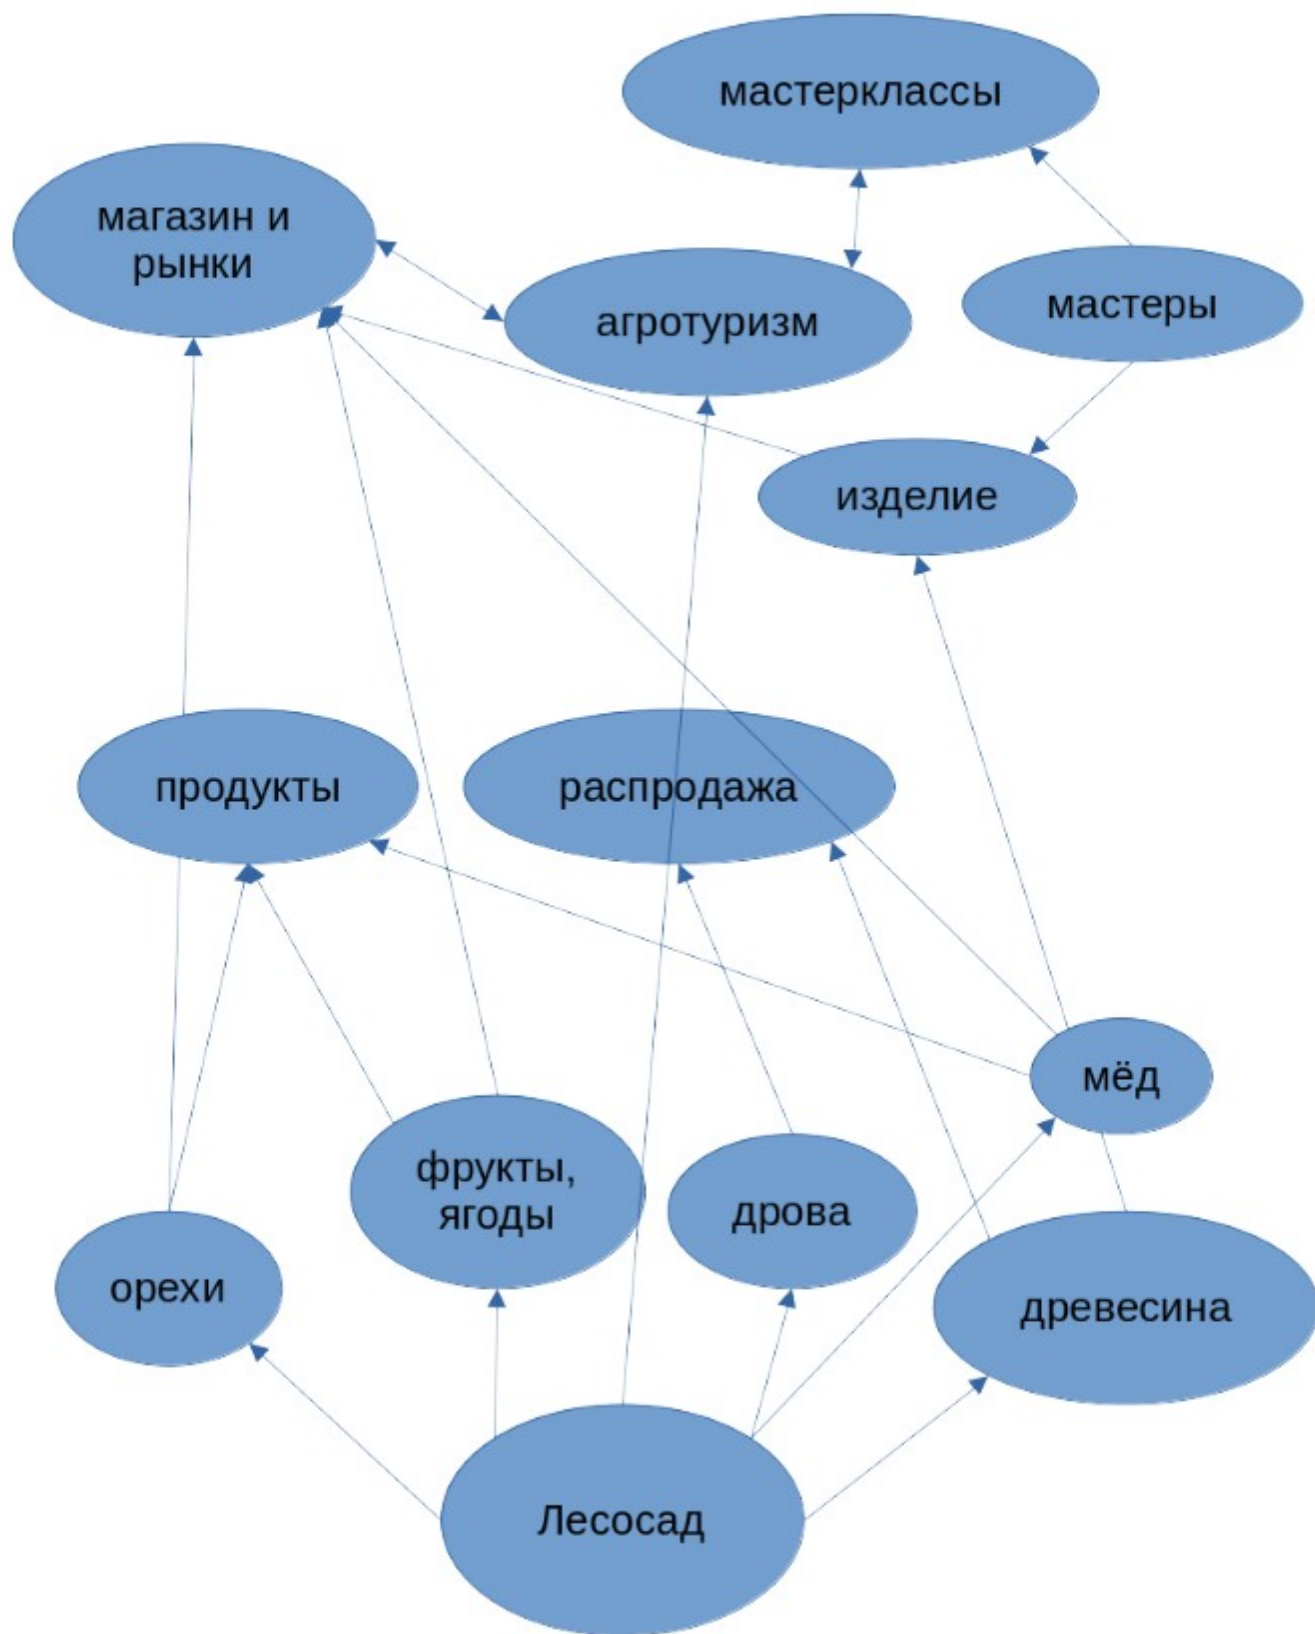 мастерклассы
магазин и
рынки
агротуризм
мастеры
изделие
продукты
распродажа
мёд
фрукты,
ягоды
дрова
орехи
древесина
Лесосад